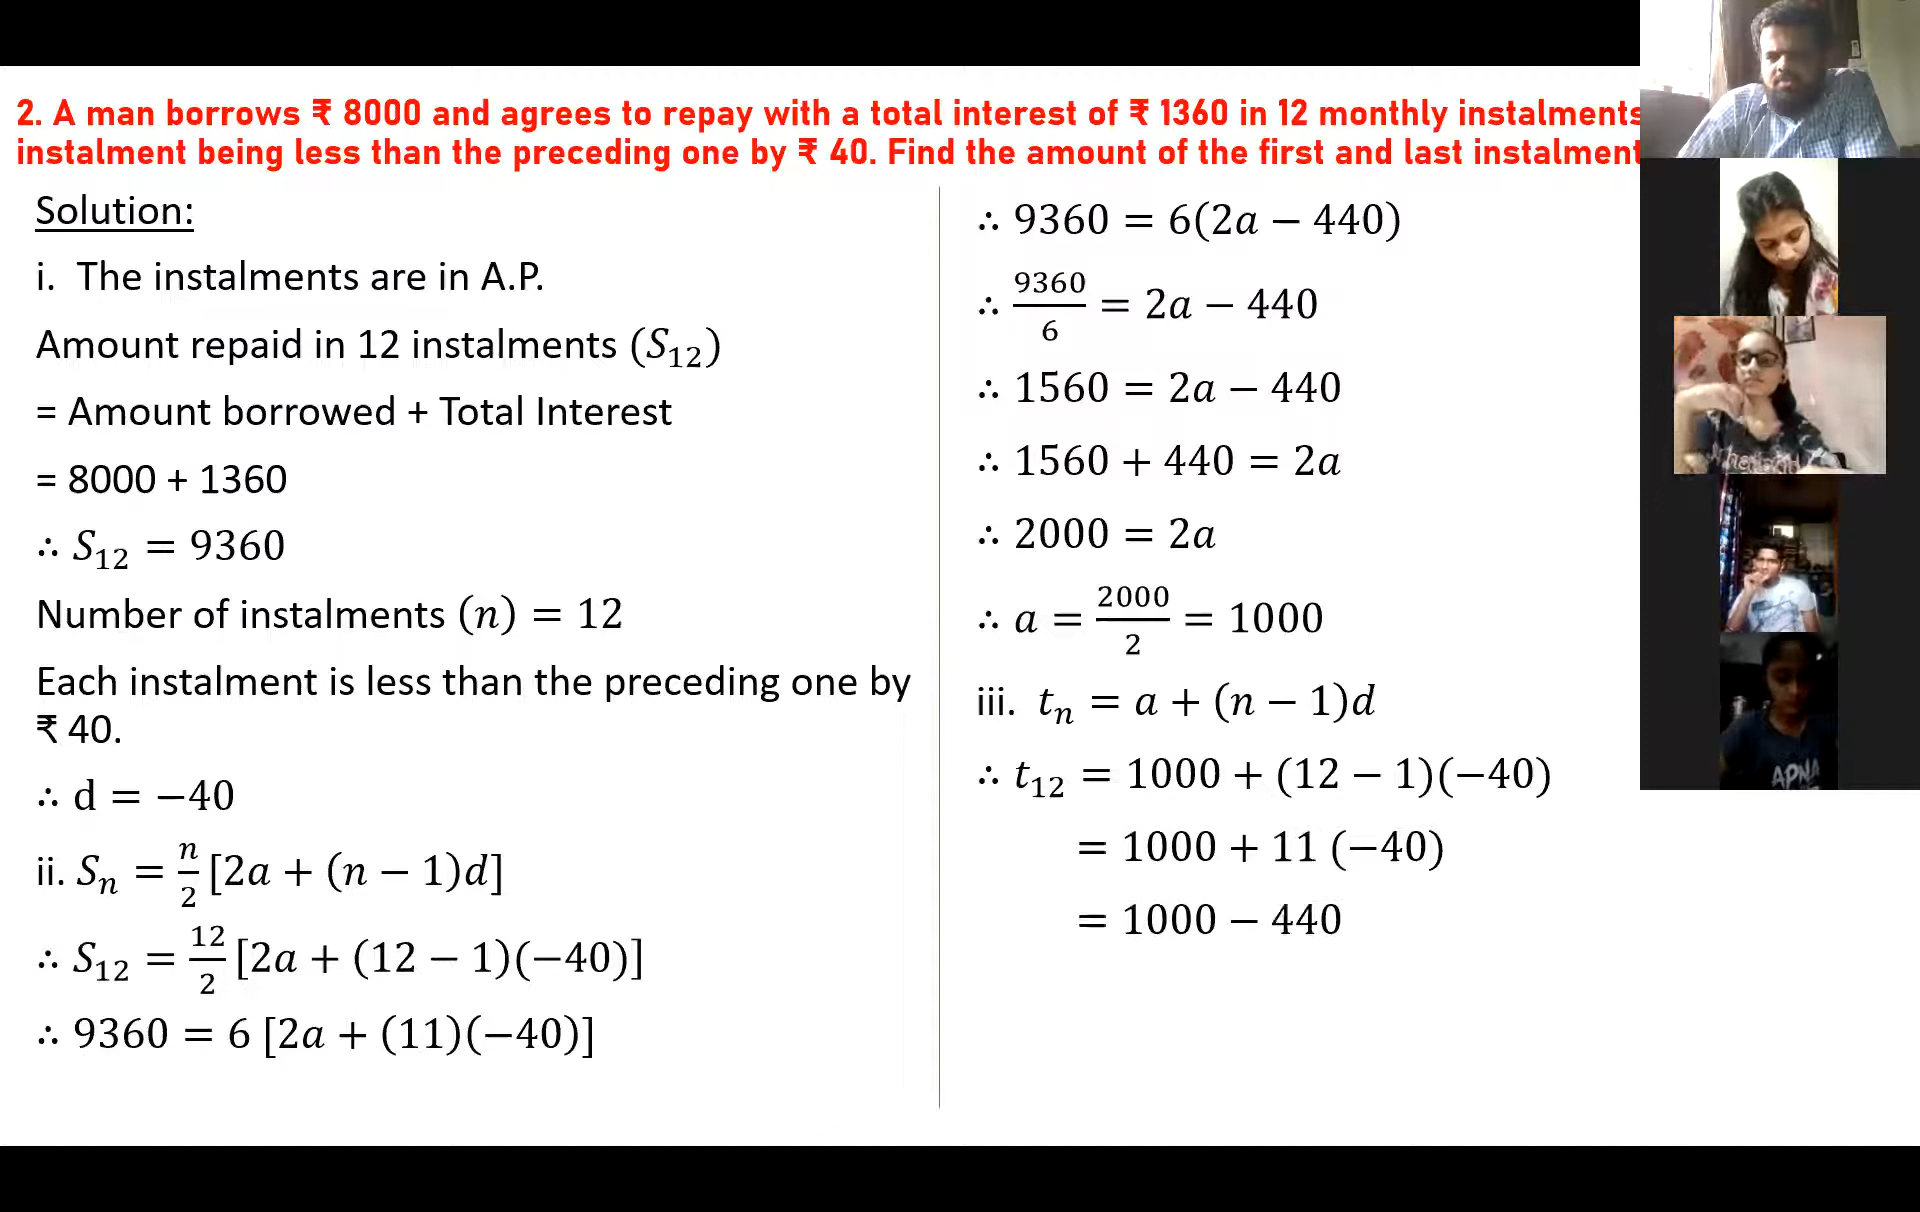 2. A man borrows ₹ 8000 and agrees to repay with a total interest of ₹ 1360 in 12 monthly instalments
instalment being less than the preceding one by ₹ 40. Find the amount of the first and last instalment
Solution:
i. The instalments are in A.P.
Amount repaid in 12 instalments (S₁₂)
= Amount borrowed + Total Interest
= 8000 + 1360
∴ S₁₂ = 9360
Number of instalments (n) = 12
Each instalment is less than the preceding one by
₹ 40.
∴ d = −40
ii. Sₙ = n/2 [2a + (n − 1)d]
∴ S₁₂ = 12/2 [2a + (12 − 1)(−40)]
∴ 9360 = 6 [2a + (11)(−40)]
∴ 9360 = 6(2a − 440)
∴ 9360/6 = 2a − 440
∴ 1560 = 2a − 440
∴ 1560 + 440 = 2a
∴ 2000 = 2a
∴ a = 2000/2 = 1000
iii. tₙ = a + (n − 1)d
∴ t₁₂ = 1000 + (12 − 1)(−40)
= 1000 + 11 (−40)
= 1000 − 440
APNA